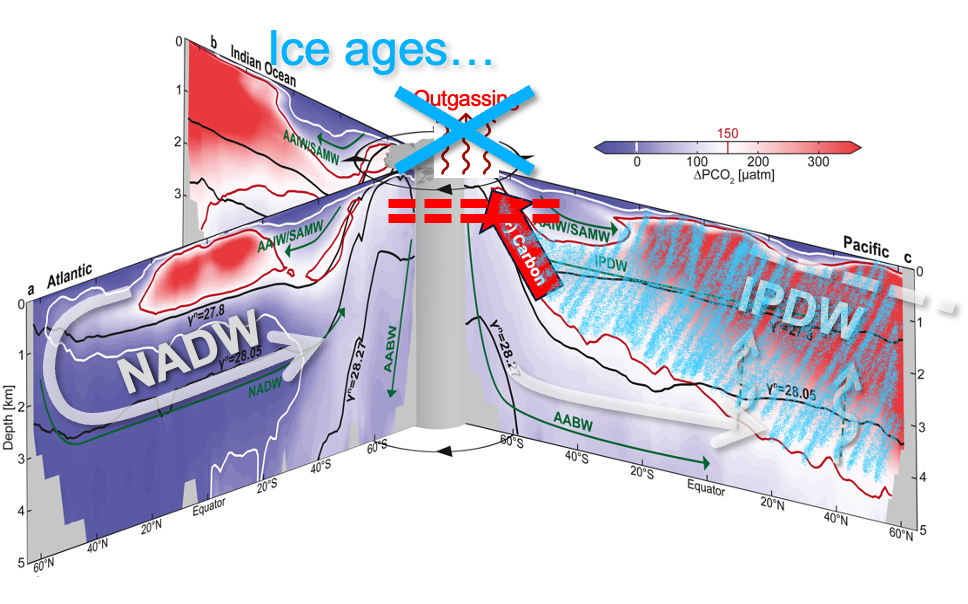 Ice ages…
Outgassing
b Indian Ocean
0
1
2
3
AAIW/SAMW
150
0 100 200 300
ΔPCO₂ [µatm]
a Atlantic
AAIW/SAMW
γⁿ=27.8
NADW
γⁿ=28.05
NADW
γⁿ=28.27
AABW
Depth [km]
0
1
2
3
4
5
60°N
40°N
20°N
Equator
20°S
40°S
60°S
Carbon
AAIW/SAMW
IPDW
Pacific c
IPDW
γⁿ=28.27
γⁿ=28.05
AABW
0
1
2
3
4
5
60°S
40°S
20°S
Equator
20°N
40°N
60°N